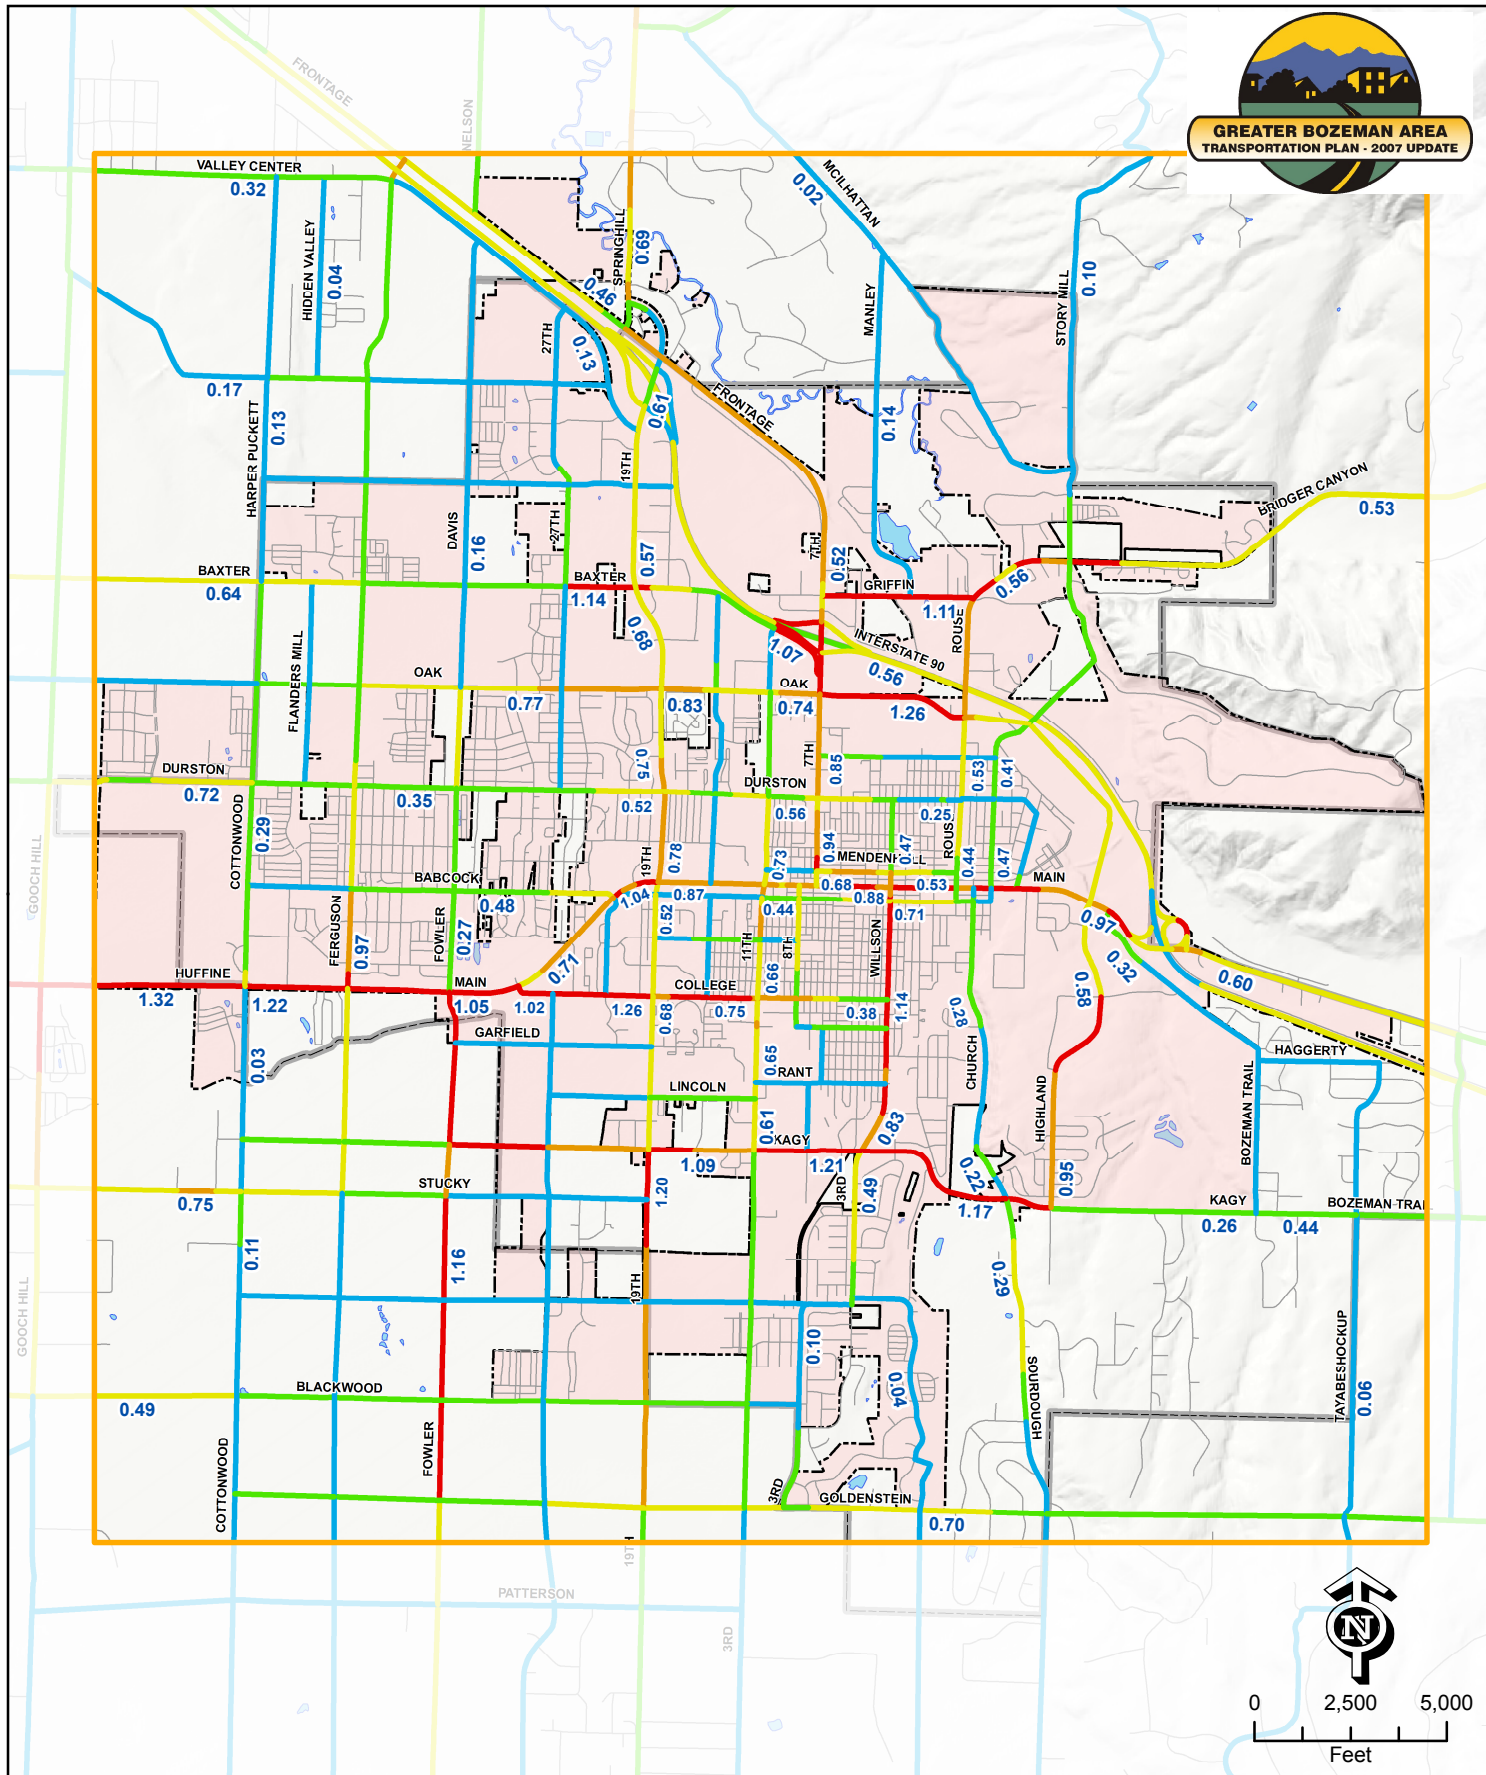 GREATER BOZEMAN AREA
TRANSPORTATION PLAN - 2007 UPDATE
FRONTAGE
NELSON
VALLEY CENTER
0.32
HIDDEN VALLEY
0.04
SPRINGHILL
0.69
0.46
MCILHATTAN
0.02
STORY MILL
0.10
MANLEY
0.14
27TH
0.13
0.17
HARPER PUCKETT
0.13
FRONTAGE
0.61
19TH
DAVIS
0.16
27TH
0.57
7TH
0.52
BRIDGER CANYON
0.53
BAXTER
0.64
BAXTER
1.14
GRIFFIN
1.11
0.56
ROUSE
FLANDERS MILL
0.68
1.07
INTERSTATE 90
0.56
OAK
0.77
0.83
OAK
0.74
1.26
DURSTON
0.72
0.35
0.75
0.52
DURSTON
0.56
7TH
0.85
0.53
0.41
0.25
COTTONWOOD
0.29
19TH
0.78
0.73
0.94
MENDENHALL
0.47
ROUSE
0.44
0.47
MAIN
BABCOCK
0.48
1.04
0.87
0.68
0.53
0.44
0.88
0.71
0.97
GOOCH HILL
FERGUSON
0.97
FOWLER
0.27
0.71
0.52
11TH
8TH
0.66
WILLSON
0.32
0.60
HUFFINE
1.32
1.22
MAIN
1.05
1.02
1.26
COLLEGE
0.68
0.75
0.38
1.14
0.28
0.58
GARFIELD
0.03
0.65
GRANT
CHURCH
HAGGERTY
LINCOLN
0.61
KAGY
0.83
HIGHLAND
BOZEMAN TRAIL
1.09
1.21
STUCKY
0.75
1.20
3RD
0.49
0.22
1.17
0.95
KAGY
0.26
BOZEMAN TRAI
0.44
0.11
1.16
19TH
0.29
GOOCH HILL
0.10
0.04
SOURDOUGH
TAYABESHOCKUP
0.06
BLACKWOOD
0.49
COTTONWOOD
FOWLER
3RD
GOLDENSTEIN
0.70
19TH
PATTERSON
3RD
N
0 2,500 5,000
Feet